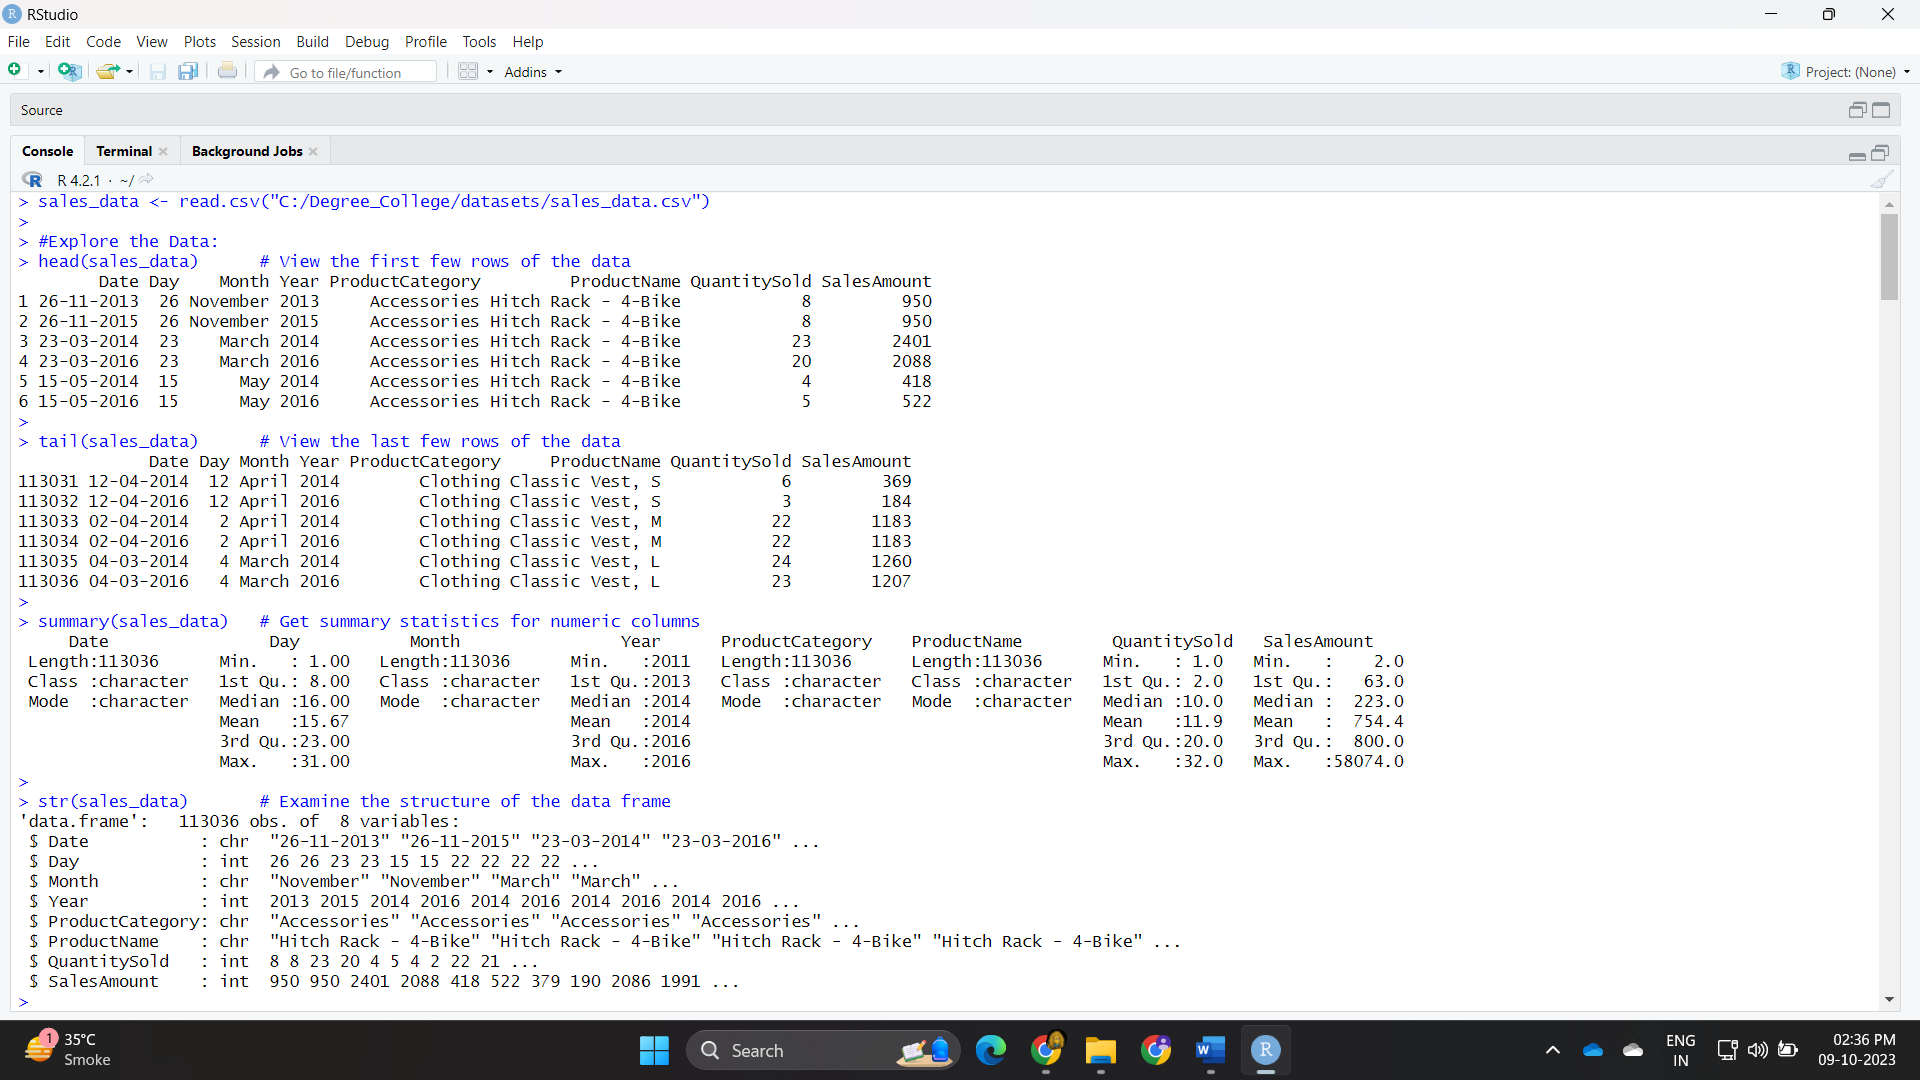 RStudio
File Edit Code View Plots Session Build Debug Profile Tools Help
Go to file/function Addins Project: (None)
Source
Console Terminal Background Jobs
R 4.2.1 · ~/
> sales_data <- read.csv("C:/Degree_College/datasets/sales_data.csv")
>
> #Explore the Data:
> head(sales_data)      # View the first few rows of the data
        Date Day    Month Year ProductCategory         ProductName QuantitySold SalesAmount
1 26-11-2013  26 November 2013     Accessories Hitch Rack - 4-Bike            8         950
2 26-11-2015  26 November 2015     Accessories Hitch Rack - 4-Bike            8         950
3 23-03-2014  23    March 2014     Accessories Hitch Rack - 4-Bike           23        2401
4 23-03-2016  23    March 2016     Accessories Hitch Rack - 4-Bike           20        2088
5 15-05-2014  15      May 2014     Accessories Hitch Rack - 4-Bike            4         418
6 15-05-2016  15      May 2016     Accessories Hitch Rack - 4-Bike            5         522
>
> tail(sales_data)      # View the last few rows of the data
             Date Day Month Year ProductCategory     ProductName QuantitySold SalesAmount
113031 12-04-2014  12 April 2014        Clothing Classic Vest, S            6         369
113032 12-04-2016  12 April 2016        Clothing Classic Vest, S            3         184
113033 02-04-2014   2 April 2014        Clothing Classic Vest, M           22        1183
113034 02-04-2016   2 April 2016        Clothing Classic Vest, M           22        1183
113035 04-03-2014   4 March 2014        Clothing Classic Vest, L           24        1260
113036 04-03-2016   4 March 2016        Clothing Classic Vest, L           23        1207
>
> summary(sales_data)   # Get summary statistics for numeric columns
     Date                Day           Month                Year      ProductCategory    ProductName         QuantitySold   SalesAmount
 Length:113036      Min.   : 1.00   Length:113036      Min.   :2011   Length:113036      Length:113036      Min.   : 1.0   Min.   :    2.0
 Class :character   1st Qu.: 8.00   Class :character   1st Qu.:2013   Class :character   Class :character   1st Qu.: 2.0   1st Qu.:   63.0
 Mode  :character   Median :16.00   Mode  :character   Median :2014   Mode  :character   Mode  :character   Median :10.0   Median :  223.0
                    Mean   :15.67                      Mean   :2014                                         Mean   :11.9   Mean   :  754.4
                    3rd Qu.:23.00                      3rd Qu.:2016                                         3rd Qu.:20.0   3rd Qu.:  800.0
                    Max.   :31.00                      Max.   :2016                                         Max.   :32.0   Max.   :58074.0
>
> str(sales_data)       # Examine the structure of the data frame
'data.frame':   113036 obs. of  8 variables:
 $ Date           : chr  "26-11-2013" "26-11-2015" "23-03-2014" "23-03-2016" ...
 $ Day            : int  26 26 23 23 15 15 22 22 22 22 ...
 $ Month          : chr  "November" "November" "March" "March" ...
 $ Year           : int  2013 2015 2014 2016 2014 2016 2014 2016 2014 2016 ...
 $ ProductCategory: chr  "Accessories" "Accessories" "Accessories" "Accessories" ...
 $ ProductName    : chr  "Hitch Rack - 4-Bike" "Hitch Rack - 4-Bike" "Hitch Rack - 4-Bike" "Hitch Rack - 4-Bike" ...
 $ QuantitySold   : int  8 8 23 20 4 5 4 2 22 21 ...
 $ SalesAmount    : int  950 950 2401 2088 418 522 379 190 2086 1991 ...
>
1 35°C Search ENG 02:36 PM
Smoke IN 09-10-2023